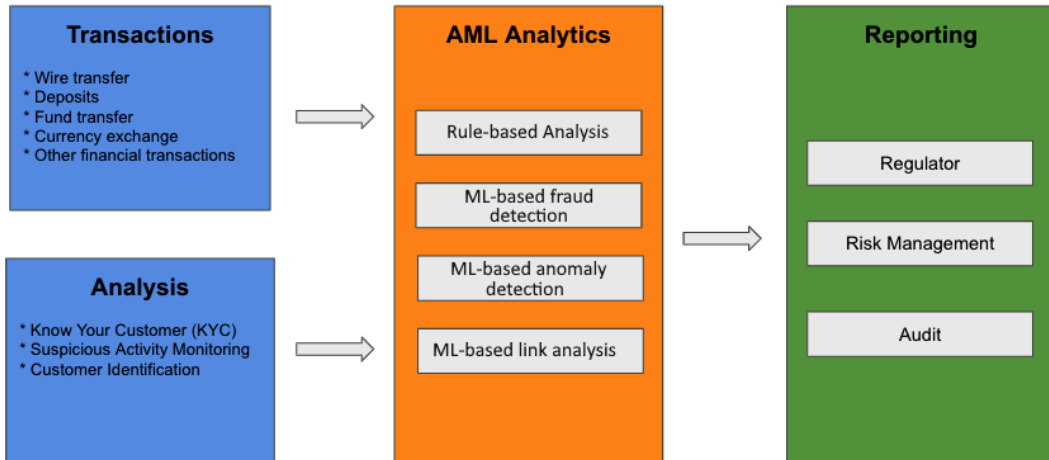 Transactions
* Wire transfer
* Deposits
* Fund transfer
* Currency exchange
* Other financial transactions
Analysis
* Know Your Customer (KYC)
* Suspicious Activity Monitoring
* Customer Identification
AML Analytics
Rule-based Analysis
ML-based fraud
detection
ML-based anomaly
detection
ML-based link analysis
Reporting
Regulator
Risk Management
Audit